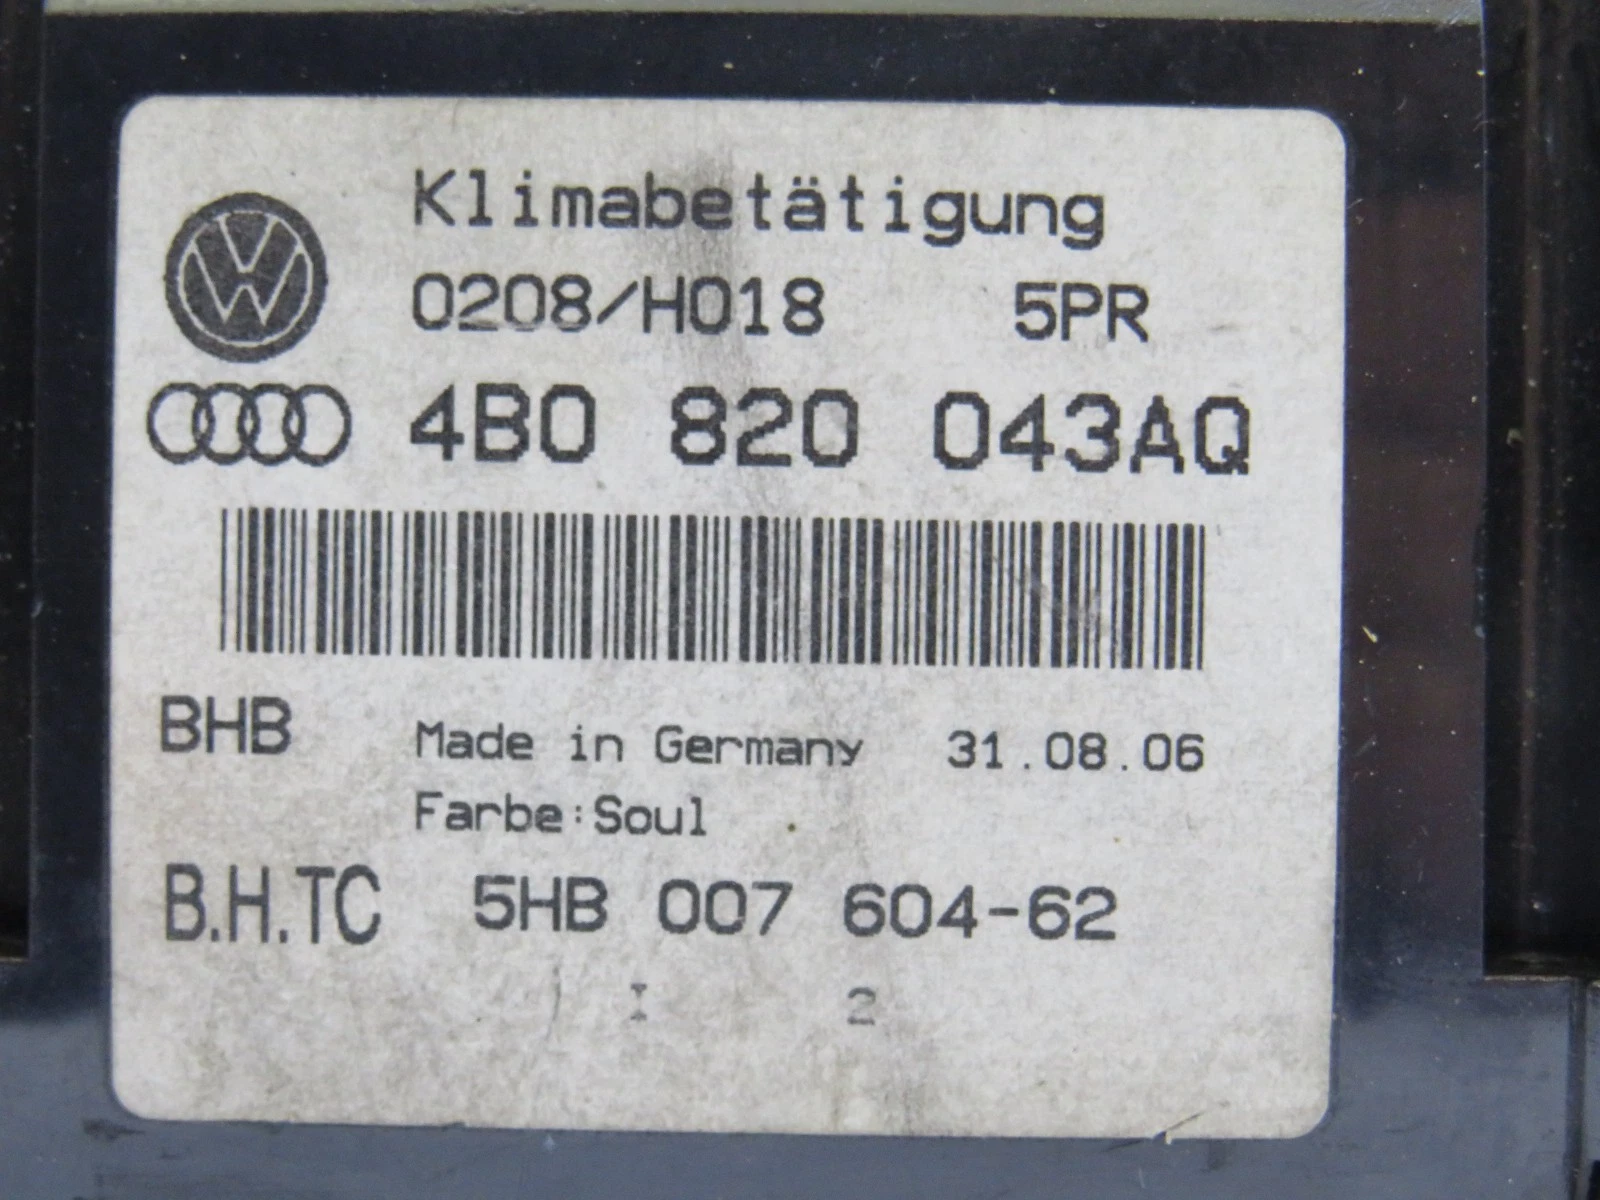 Klimabetätigung
0208/H018 5PR
4B0 820 043AQ
BHB Made in Germany 31.08.06
Farbe:Soul
B.H.TC 5HB 007 604-62
I 2